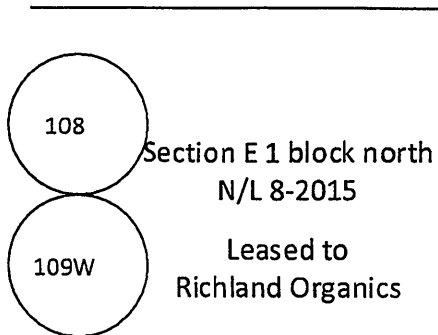 108
Section E 1 block north
N/L 8-2015
109W
Leased to
Richland Organics